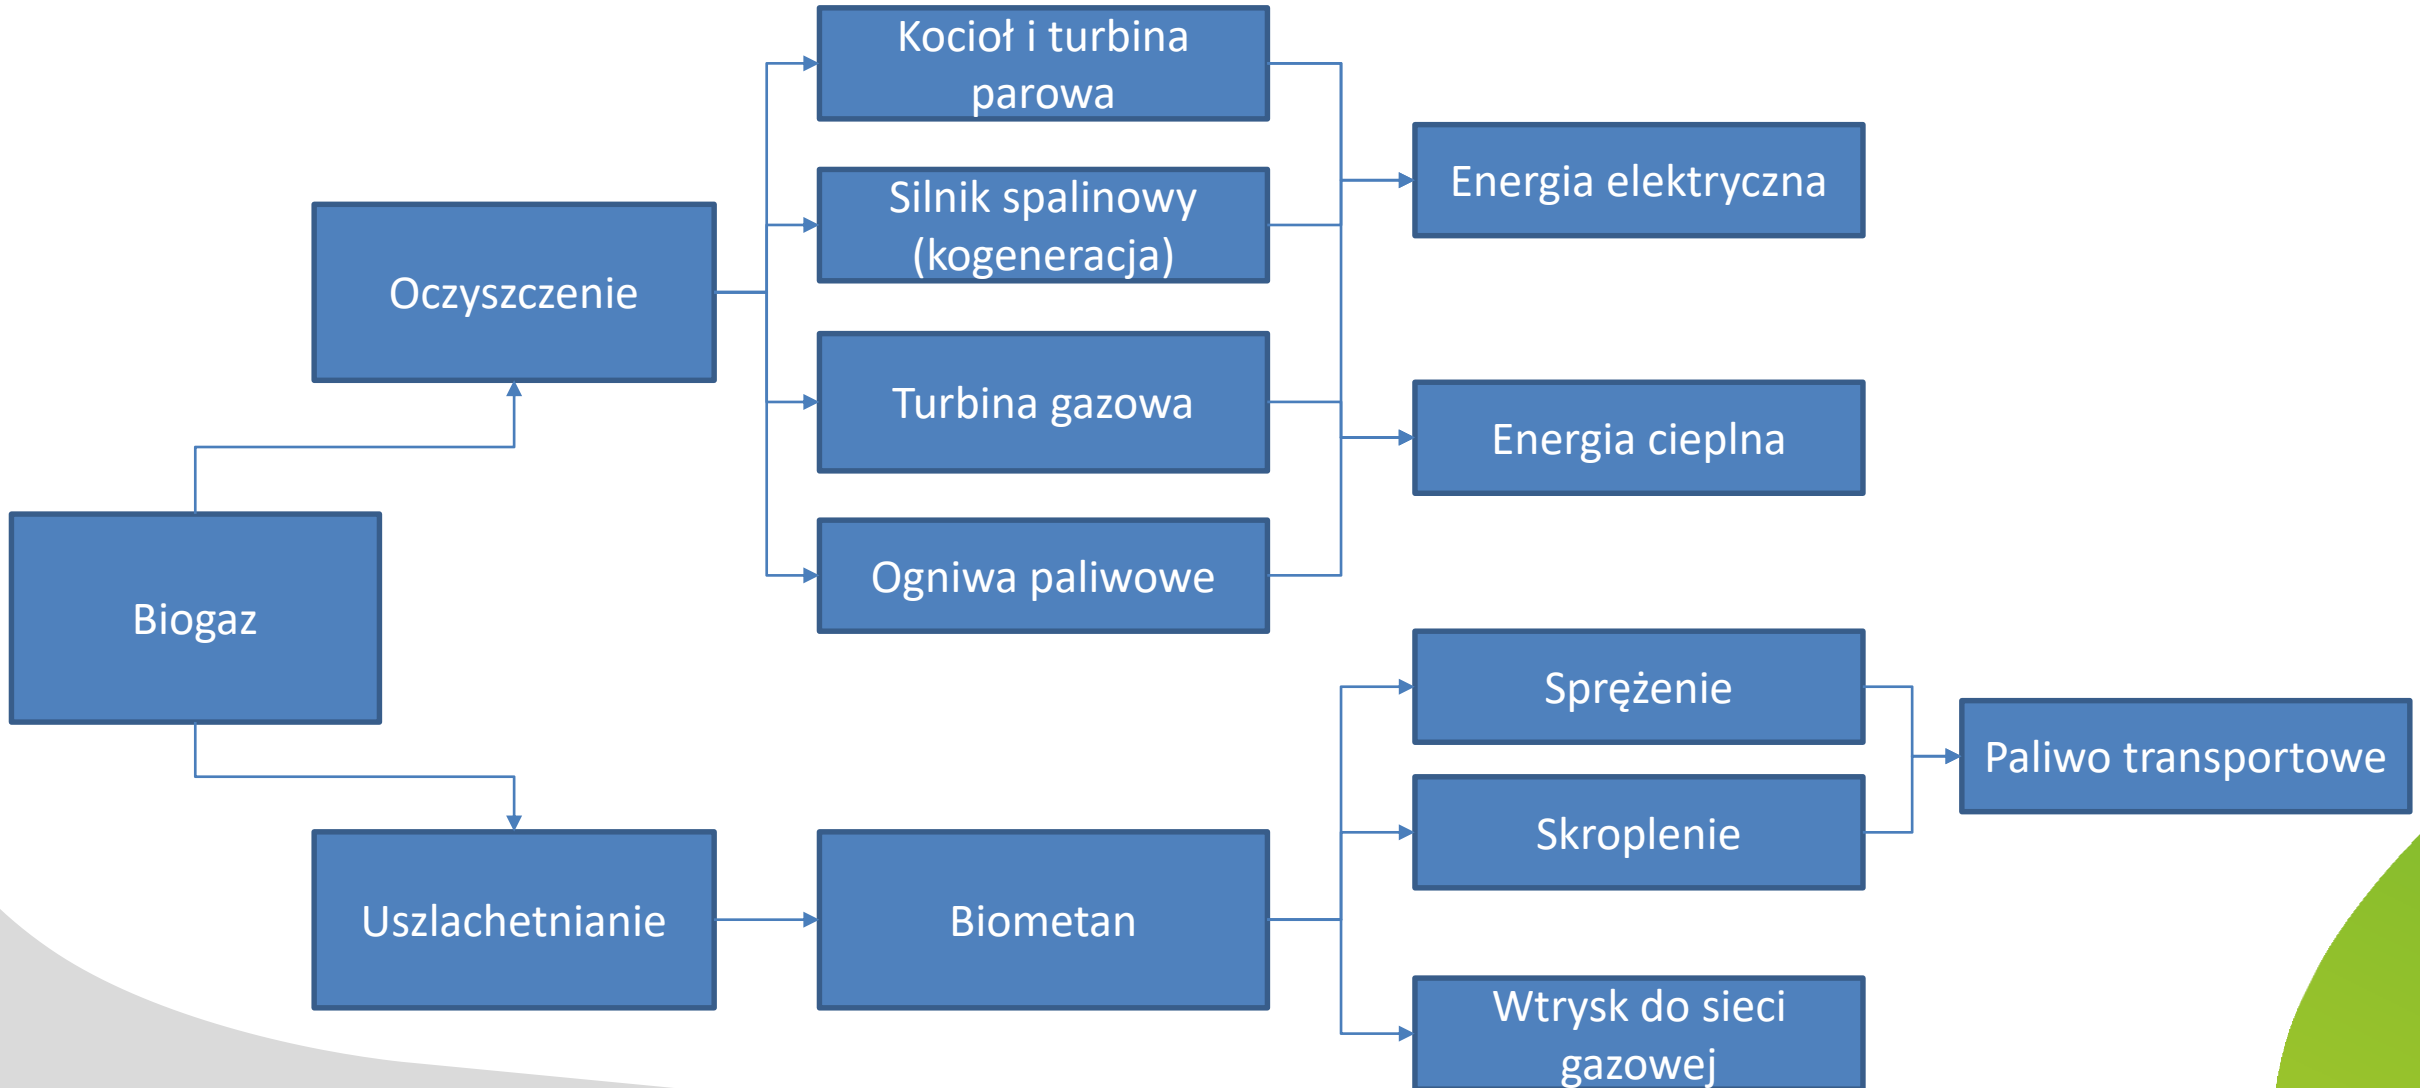 Kocioł i turbina
parowa
Energia elektryczna
Silnik spalinowy
(kogeneracja)
Oczyszczenie
Turbina gazowa
Energia cieplna
Ogniwa paliwowe
Biogaz
Sprężenie
Paliwo transportowe
Skroplenie
Uszlachetnianie
Biometan
Wtrysk do sieci
gazowej